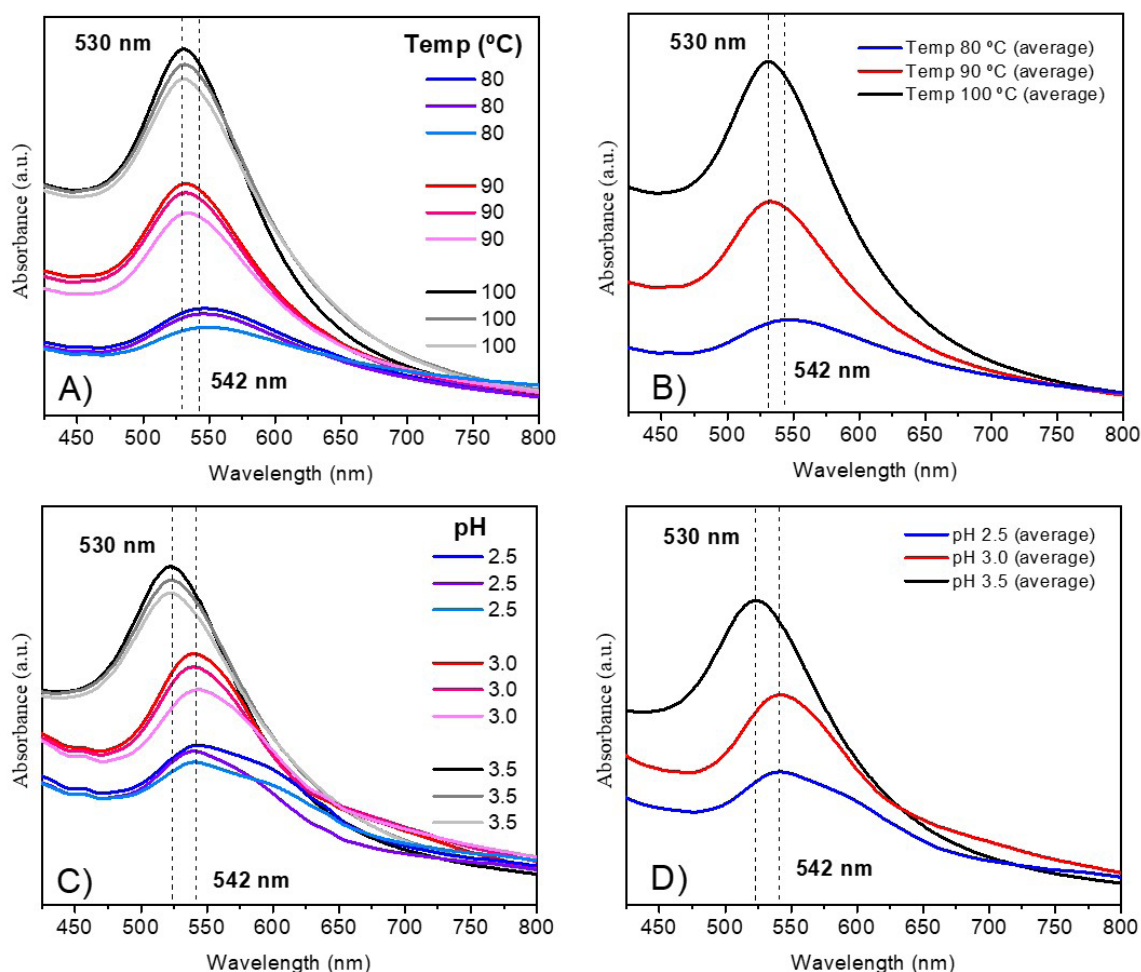 530 nm
Temp (ºC)
80
80
80
90
90
90
100
100
100
542 nm
A)
Absorbance (a.u.)
450 500 550 600 650 700 750 800
Wavelength (nm)
530 nm
Temp 80 ºC (average)
Temp 90 ºC (average)
Temp 100 ºC (average)
542 nm
B)
Absorbance (a.u.)
450 500 550 600 650 700 750 800
Wavelength (nm)
530 nm
pH
2.5
2.5
2.5
3.0
3.0
3.0
3.5
3.5
3.5
542 nm
C)
Absorbance (a.u.)
450 500 550 600 650 700 750 800
Wavelength (nm)
530 nm
pH 2.5 (average)
pH 3.0 (average)
pH 3.5 (average)
542 nm
D)
Absorbance (a.u.)
450 500 550 600 650 700 750 800
Wavelength (nm)